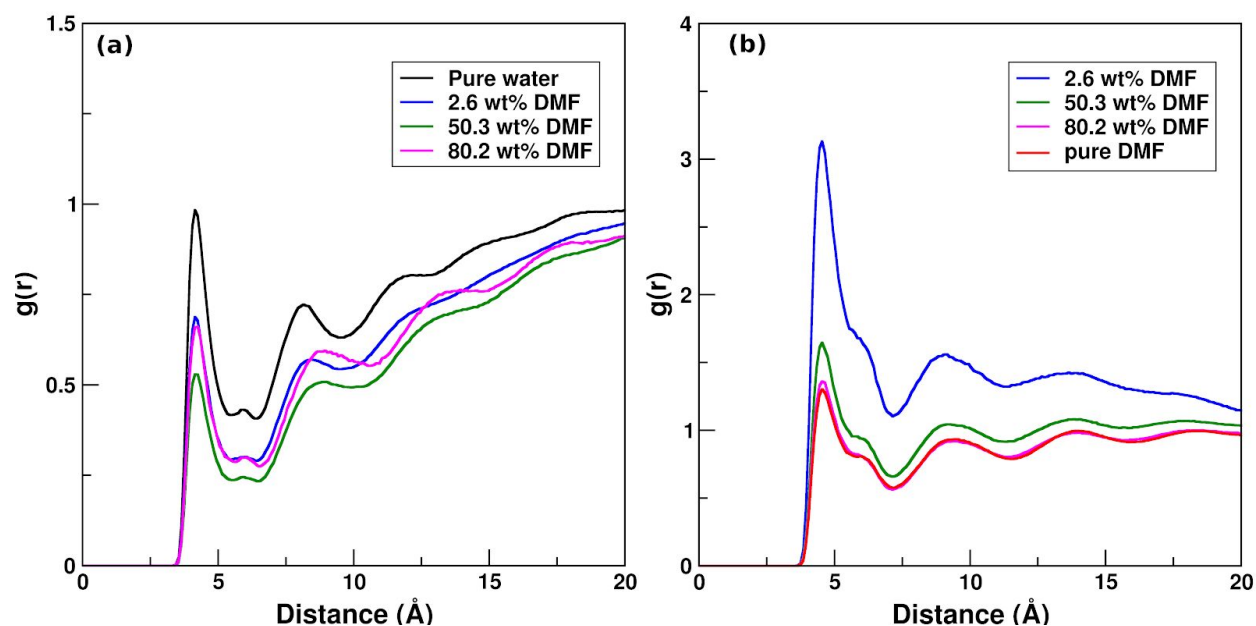 (a)
Pure water
2.6 wt% DMF
50.3 wt% DMF
80.2 wt% DMF
g(r)
1.5
1
0.5
0
0 5 10 15 20
Distance (Å)
(b)
2.6 wt% DMF
50.3 wt% DMF
80.2 wt% DMF
pure DMF
g(r)
4
3
2
1
0
0 5 10 15 20
Distance (Å)